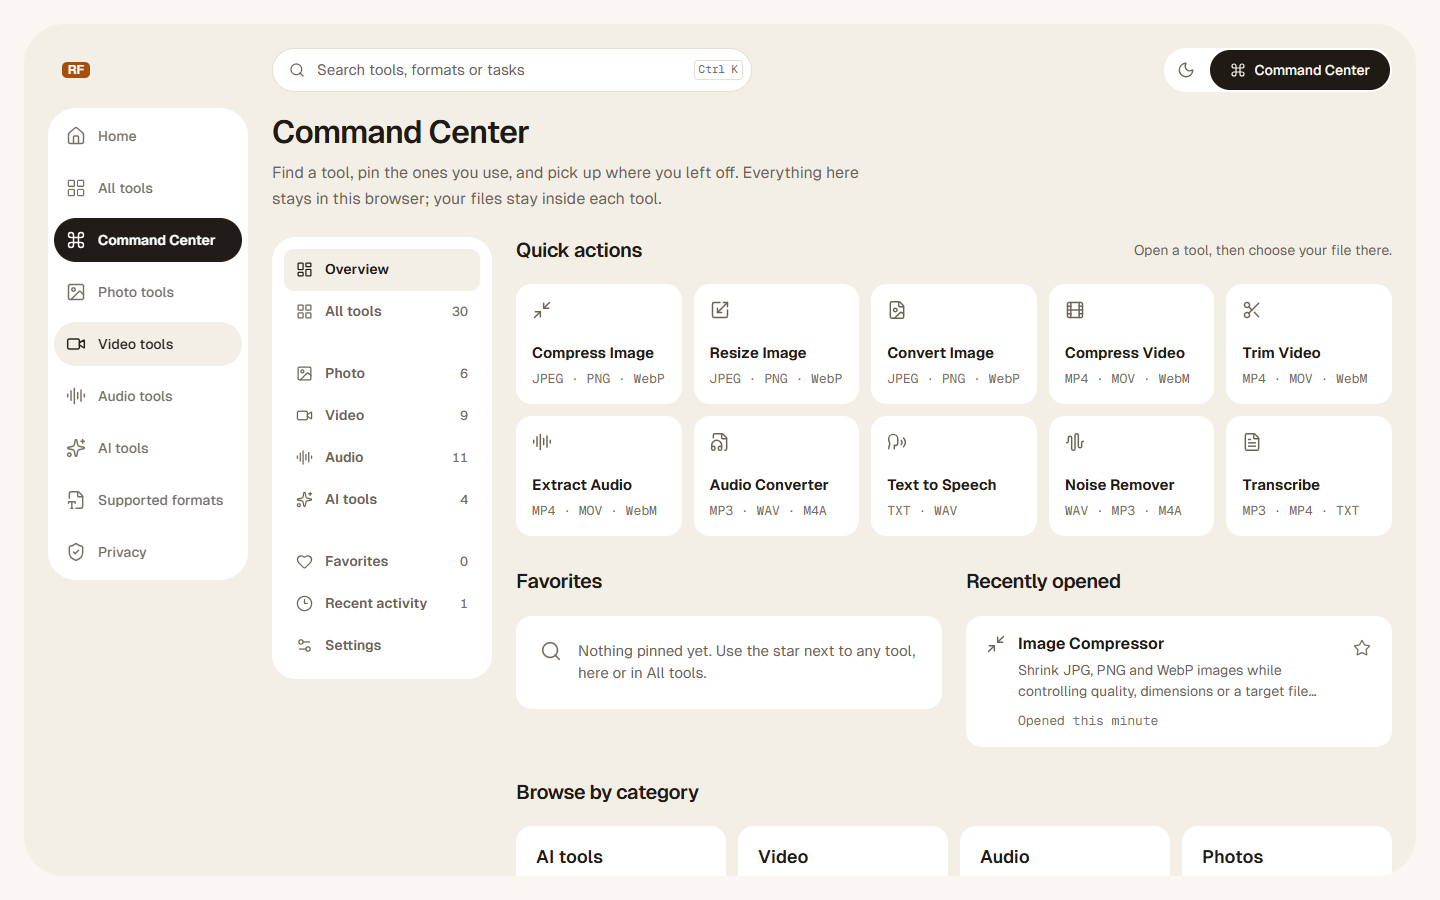 RF
Search tools, formats or tasks
Ctrl K
Command Center
Home
All tools
Command Center
Photo tools
Video tools
Audio tools
AI tools
Supported formats
Privacy
Command Center
Find a tool, pin the ones you use, and pick up where you left off. Everything here
stays in this browser; your files stay inside each tool.
Overview
All tools 30
Photo 6
Video 9
Audio 11
AI tools 4
Favorites 0
Recent activity 1
Settings
Quick actions
Open a tool, then choose your file there.
Compress Image
JPEG · PNG · WebP
Resize Image
JPEG · PNG · WebP
Convert Image
JPEG · PNG · WebP
Compress Video
MP4 · MOV · WebM
Trim Video
MP4 · MOV · WebM
Extract Audio
MP4 · MOV · WebM
Audio Converter
MP3 · WAV · M4A
Text to Speech
TXT · WAV
Noise Remover
WAV · MP3 · M4A
Transcribe
MP3 · MP4 · TXT
Favorites
Nothing pinned yet. Use the star next to any tool,
here or in All tools.
Recently opened
Image Compressor
Shrink JPG, PNG and WebP images while
controlling quality, dimensions or a target file…
Opened this minute
Browse by category
AI tools
Video
Audio
Photos